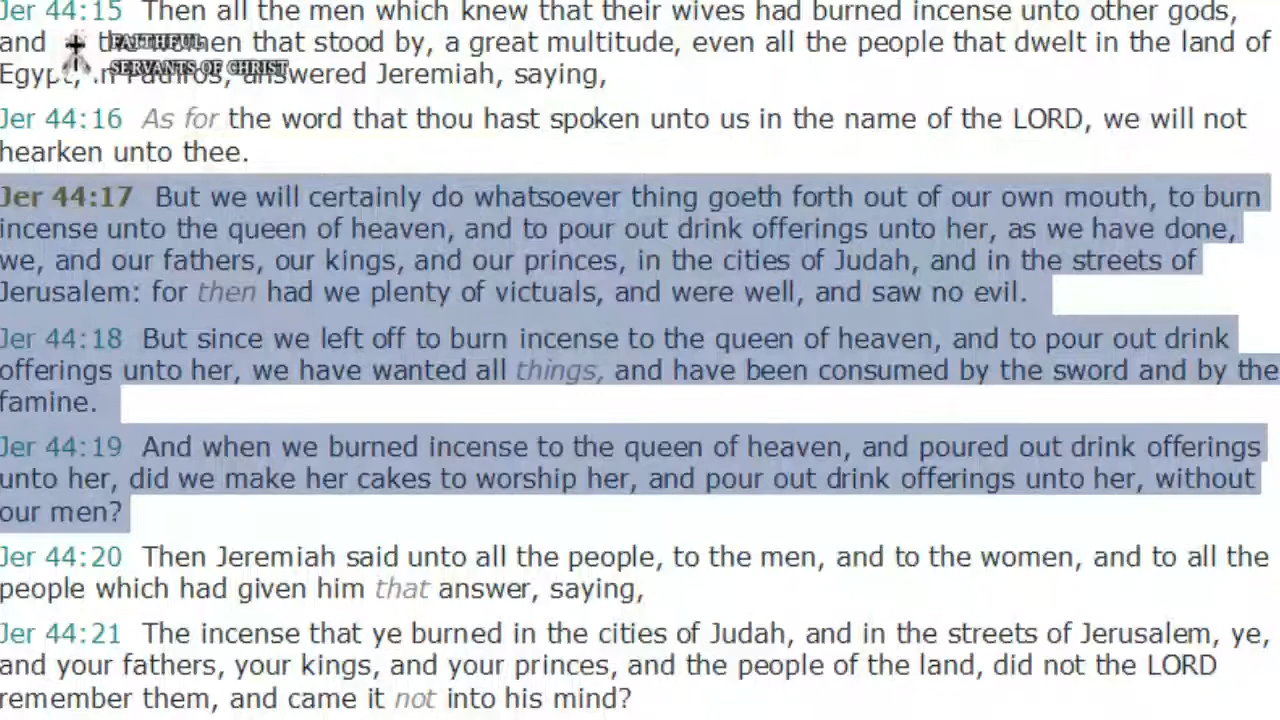 Jer 44:15 Then all the men which knew that their wives had burned incense unto other gods,
and that stood by, a great multitude, even all the people that dwelt in the land of
FAITHFUL
SERVANTS OF CHRIST
Egypt, in Pathros, answered Jeremiah, saying,
Jer 44:16 As for the word that thou hast spoken unto us in the name of the LORD, we will not
hearken unto thee.
Jer 44:17 But we will certainly do whatsoever thing goeth forth out of our own mouth, to burn
incense unto the queen of heaven, and to pour out drink offerings unto her, as we have done,
we, and our fathers, our kings, and our princes, in the cities of Judah, and in the streets of
Jerusalem: for then had we plenty of victuals, and were well, and saw no evil.
Jer 44:18 But since we left off to burn incense to the queen of heaven, and to pour out drink
offerings unto her, we have wanted all things, and have been consumed by the sword and by the
famine.
Jer 44:19 And when we burned incense to the queen of heaven, and poured out drink offerings
unto her, did we make her cakes to worship her, and pour out drink offerings unto her, without
our men?
Jer 44:20 Then Jeremiah said unto all the people, to the men, and to the women, and to all the
people which had given him that answer, saying,
Jer 44:21 The incense that ye burned in the cities of Judah, and in the streets of Jerusalem, ye,
and your fathers, your kings, and your princes, and the people of the land, did not the LORD
remember them, and came it not into his mind?